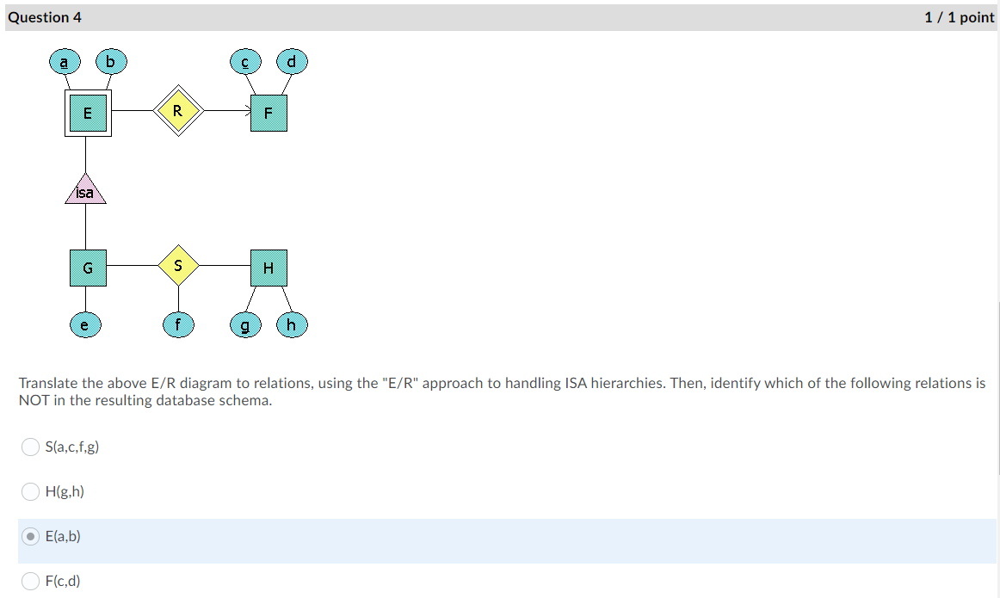 Question 4 1 / 1 point
a b c d
E R F
isa
G S H
e f g h
Translate the above E/R diagram to relations, using the "E/R" approach to handling ISA hierarchies. Then, identify which of the following relations is
NOT in the resulting database schema.
S(a,c,f,g)
H(g,h)
E(a,b)
F(c,d)